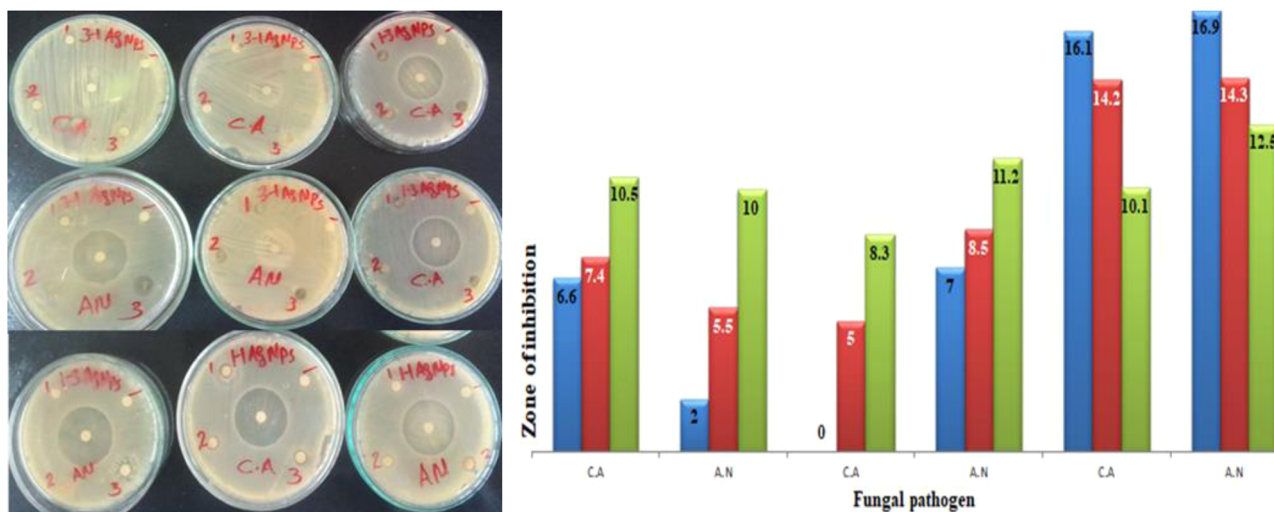 1 3-1 AgNPs -
2
C.A 3
1 3-1 AgNPs -
2
C.A
3
1 1-3 AgNPs -
2 C.A 3
1 3-1 AgNPs -
2
AN 3
1 3-1 AgNPs -
2
AN
3
1 1-3 AgNPs -
2
C.A 3
1 1-3 AgNPs -
2 AN 3
1 AgNPs -
2
C.A 3
1 AgNPs -
2 AN
Zone of inhibition
6.6
7.4
10.5
2
5.5
10
0
5
8.3
7
8.5
11.2
16.1
14.2
10.1
16.9
14.3
12.5
C.A A.N C.A A.N C.A A.N
Fungal pathogen